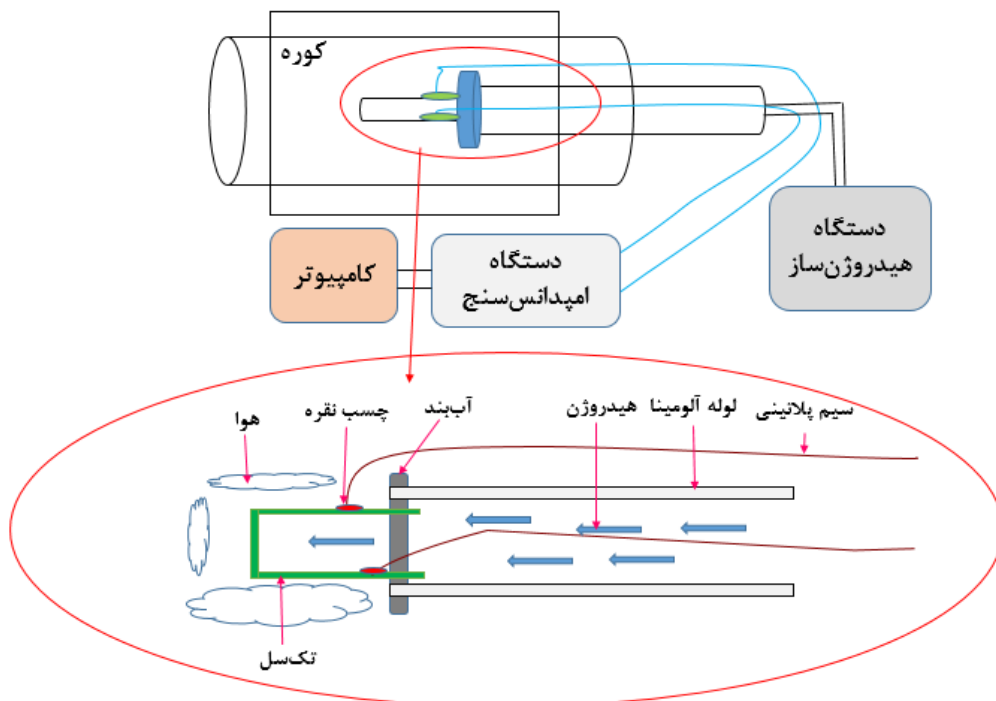 کوره
دستگاه
هیدروژن‌ساز
دستگاه
امپدانس‌سنج
کامپیوتر
سیم پلاتینی
لوله آلومینا
هیدروژن
آب‌بند
چسب نقره
هوا
تک‌سل